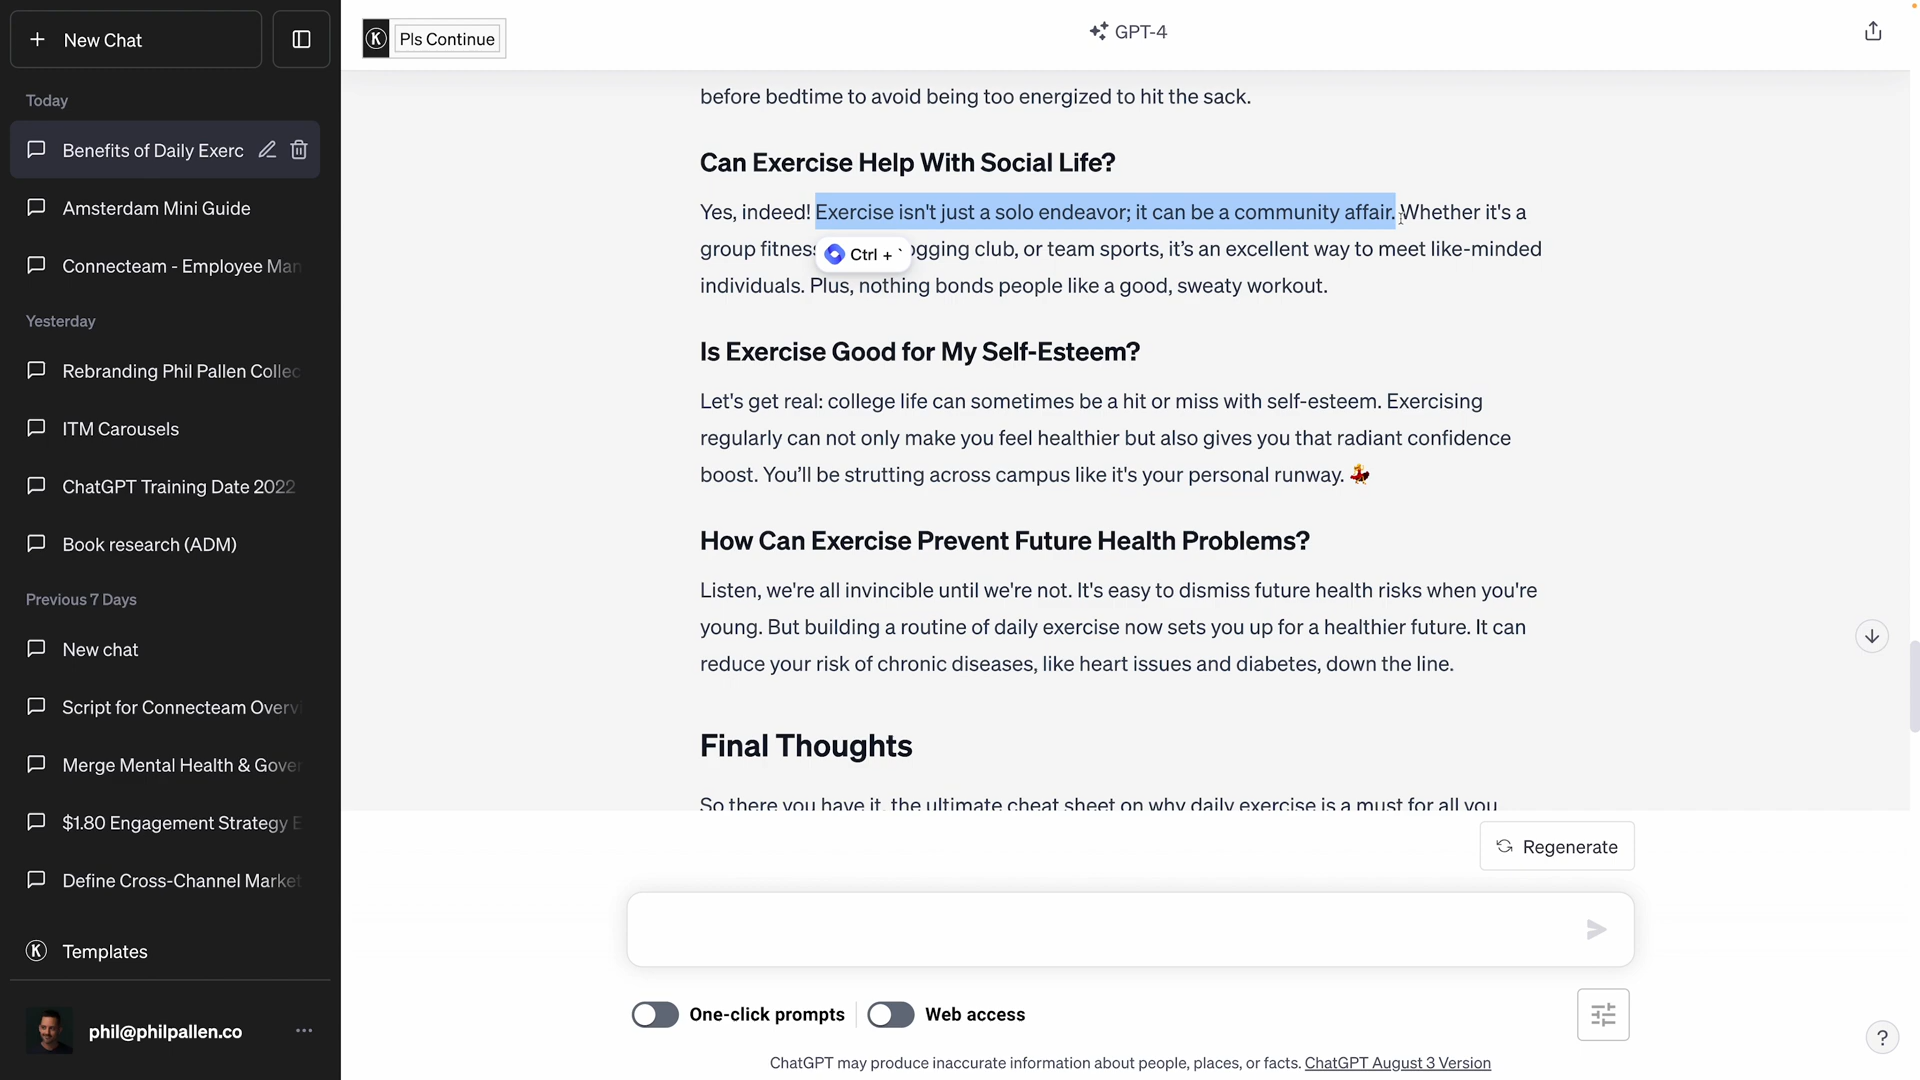 New Chat
Today
Benefits of Daily Exerc
Amsterdam Mini Guide
Connecteam - Employee Man
Yesterday
Rebranding Phil Pallen Collec
ITM Carousels
ChatGPT Training Date 2022
Book research (ADM)
Previous 7 Days
New chat
Script for Connecteam Overvi
Merge Mental Health & Gover
$1.80 Engagement Strategy E
Define Cross-Channel Market
K Templates
phil@philpallen.co
K Pls Continue
GPT-4
before bedtime to avoid being too energized to hit the sack.
Can Exercise Help With Social Life?
Yes, indeed! Exercise isn't just a solo endeavor; it can be a community affair. Whether it's a
group fitness
Ctrl + `
ogging club, or team sports, it's an excellent way to meet like-minded
individuals. Plus, nothing bonds people like a good, sweaty workout.
Is Exercise Good for My Self-Esteem?
Let's get real: college life can sometimes be a hit or miss with self-esteem. Exercising
regularly can not only make you feel healthier but also gives you that radiant confidence
boost. You'll be strutting across campus like it's your personal runway. 💃
How Can Exercise Prevent Future Health Problems?
Listen, we're all invincible until we're not. It's easy to dismiss future health risks when you're
young. But building a routine of daily exercise now sets you up for a healthier future. It can
reduce your risk of chronic diseases, like heart issues and diabetes, down the line.
Final Thoughts
So there you have it, the ultimate cheat sheet on why daily exercise is a must for all you
Regenerate
One-click prompts
Web access
?
ChatGPT may produce inaccurate information about people, places, or facts. ChatGPT August 3 Version